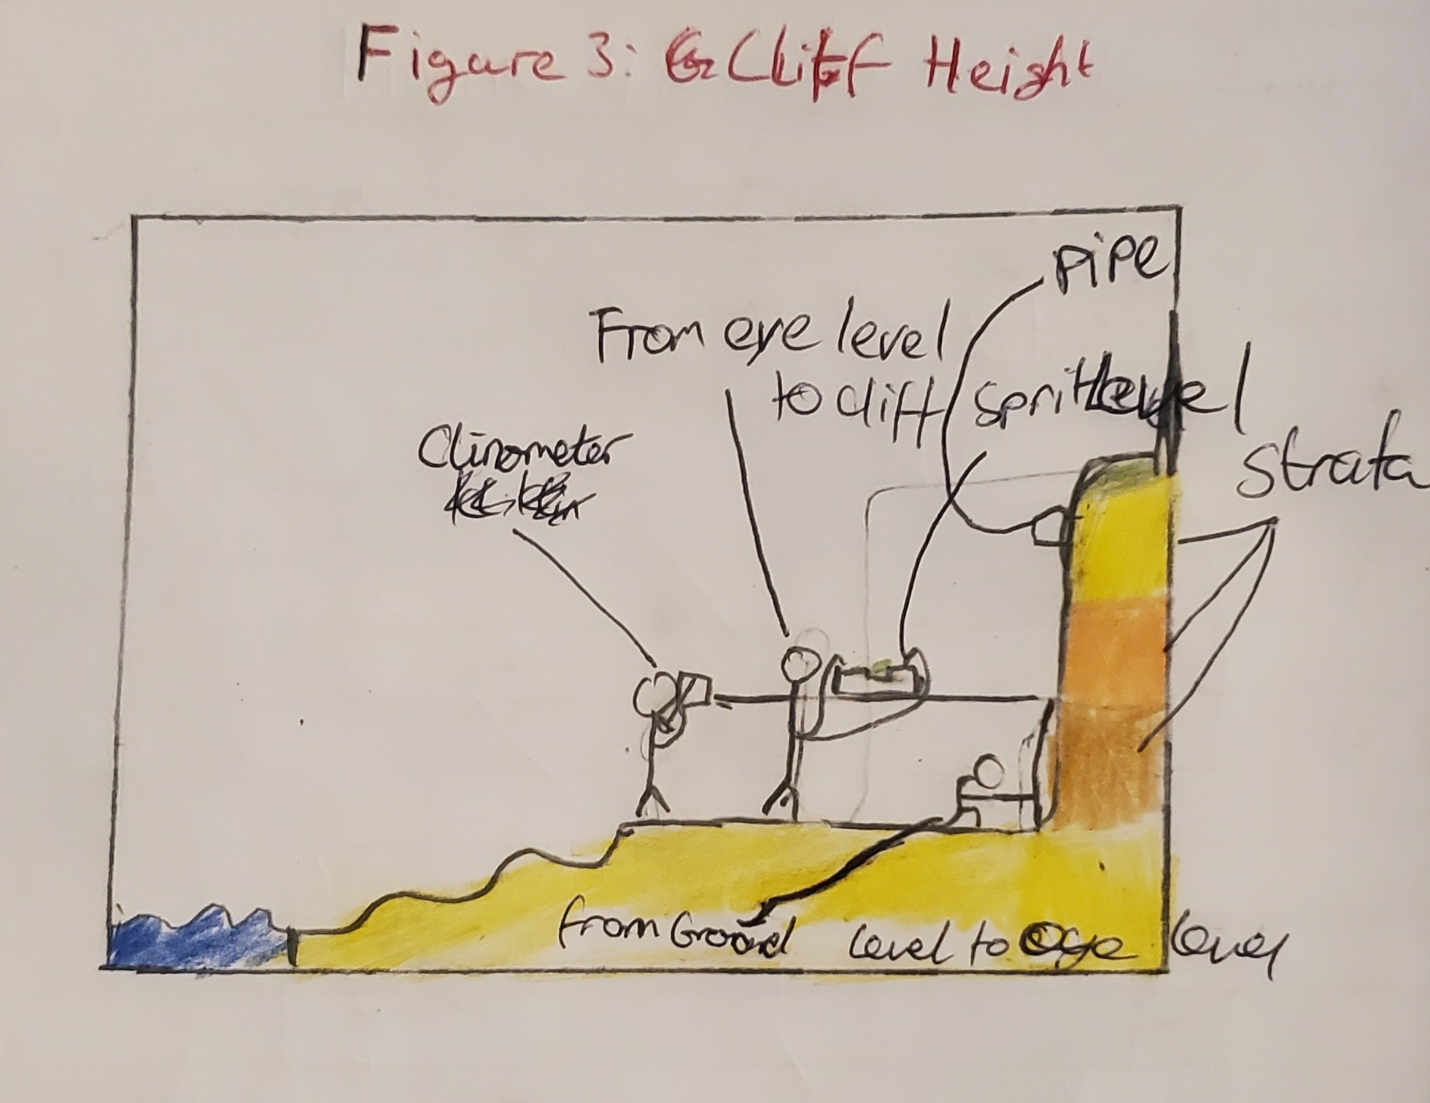 Figure 3: Cliff Height
pipe
From eye level
to cliff
spritlevel
Clinometer
Strata
from Ground level to eye level